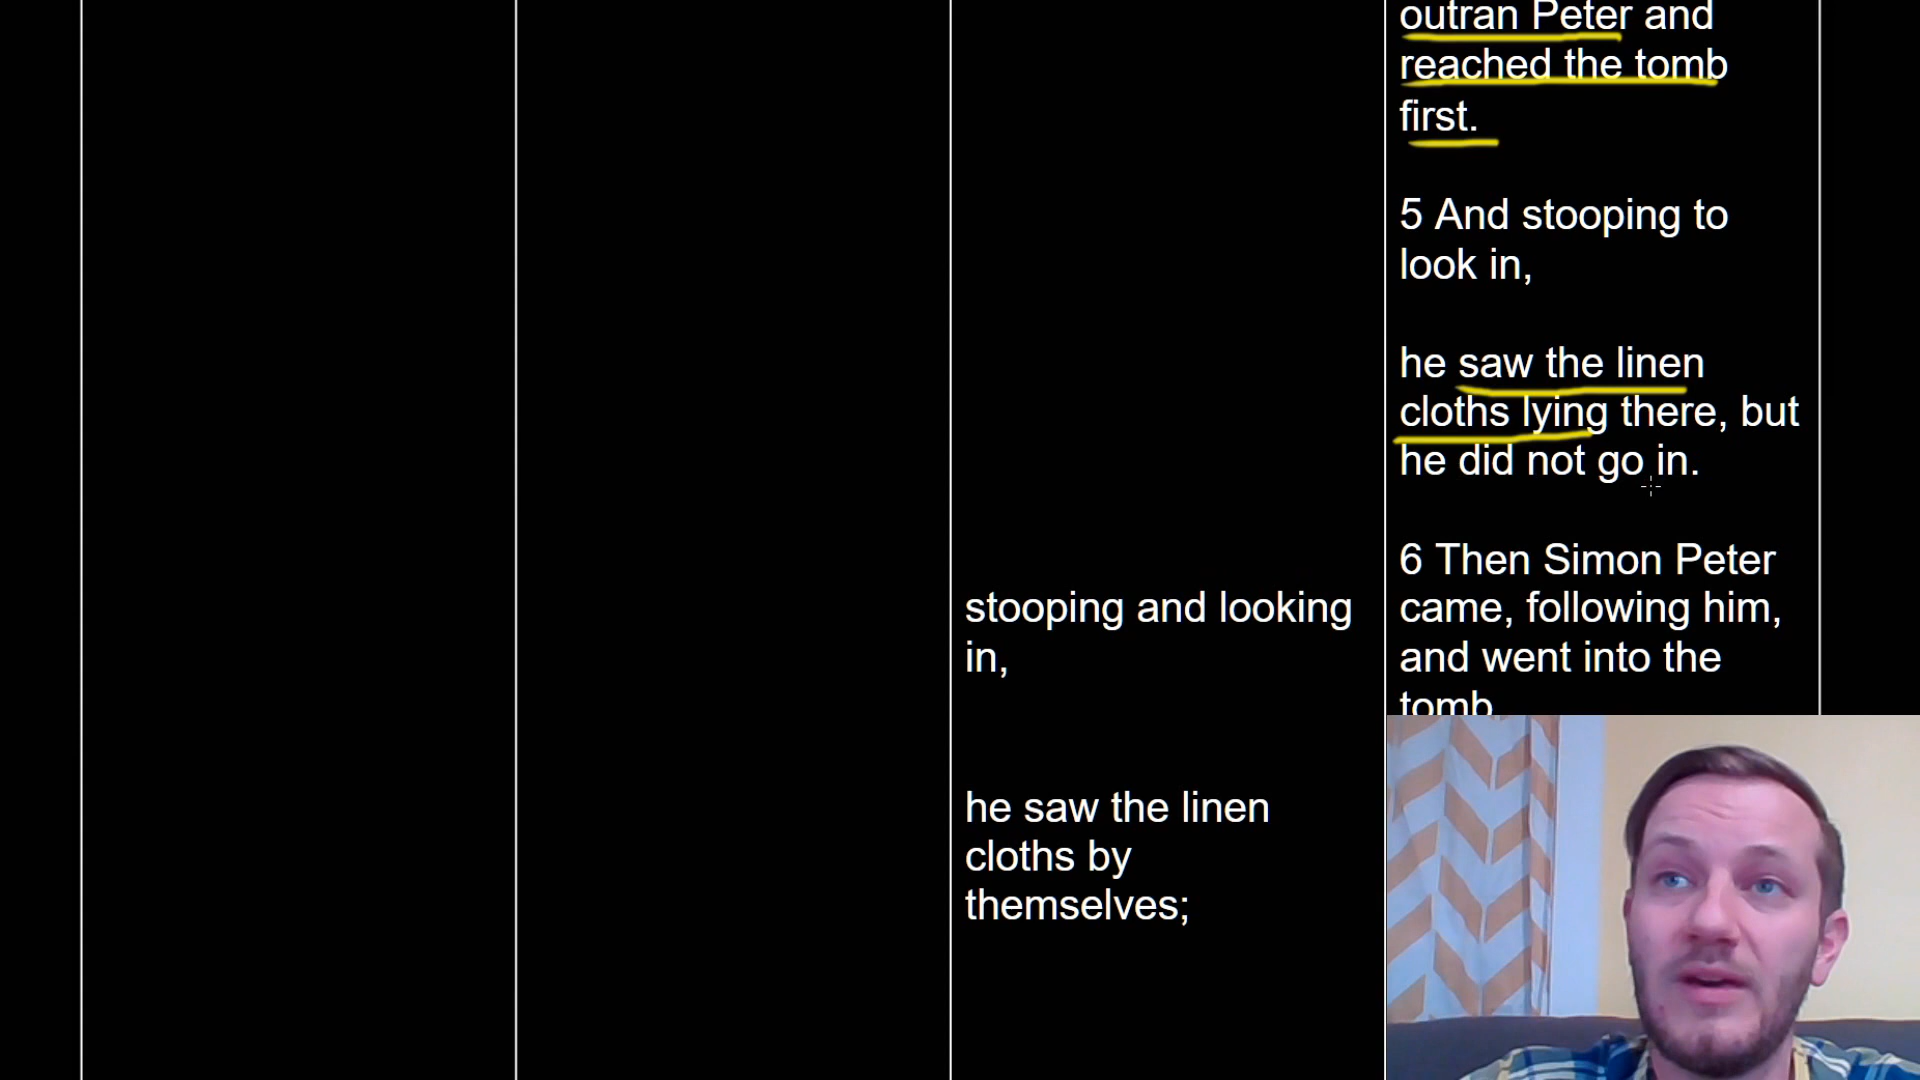 outran Peter and
reached the tomb
first.
5 And stooping to
look in,
he saw the linen
cloths lying there, but
he did not go in.
6 Then Simon Peter
came, following him,
and went into the
tomb
stooping and looking
in,
he saw the linen
cloths by
themselves;